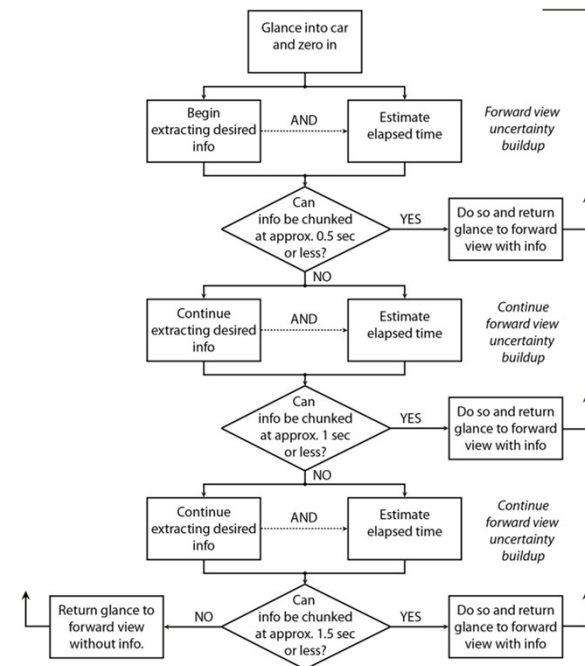 Glance into car
and zero in
Begin
extracting desired
info
AND
Estimate
elapsed time
Forward view
uncertainty
buildup
Can
info be chunked
at approx. 0.5 sec
or less?
YES
Do so and return
glance to forward
view with info
NO
Continue
extracting desired
info
AND
Estimate
elapsed time
Continue
forward view
uncertainty
buildup
Can
info be chunked
at approx. 1 sec
or less?
YES
Do so and return
glance to forward
view with info
NO
Continue
extracting desired
info
AND
Estimate
elapsed time
Continue
forward view
uncertainty
buildup
Return glance to
forward view
without info.
NO
Can
info be chunked
at approx. 1.5 sec
or less?
YES
Do so and return
glance to forward
view with info